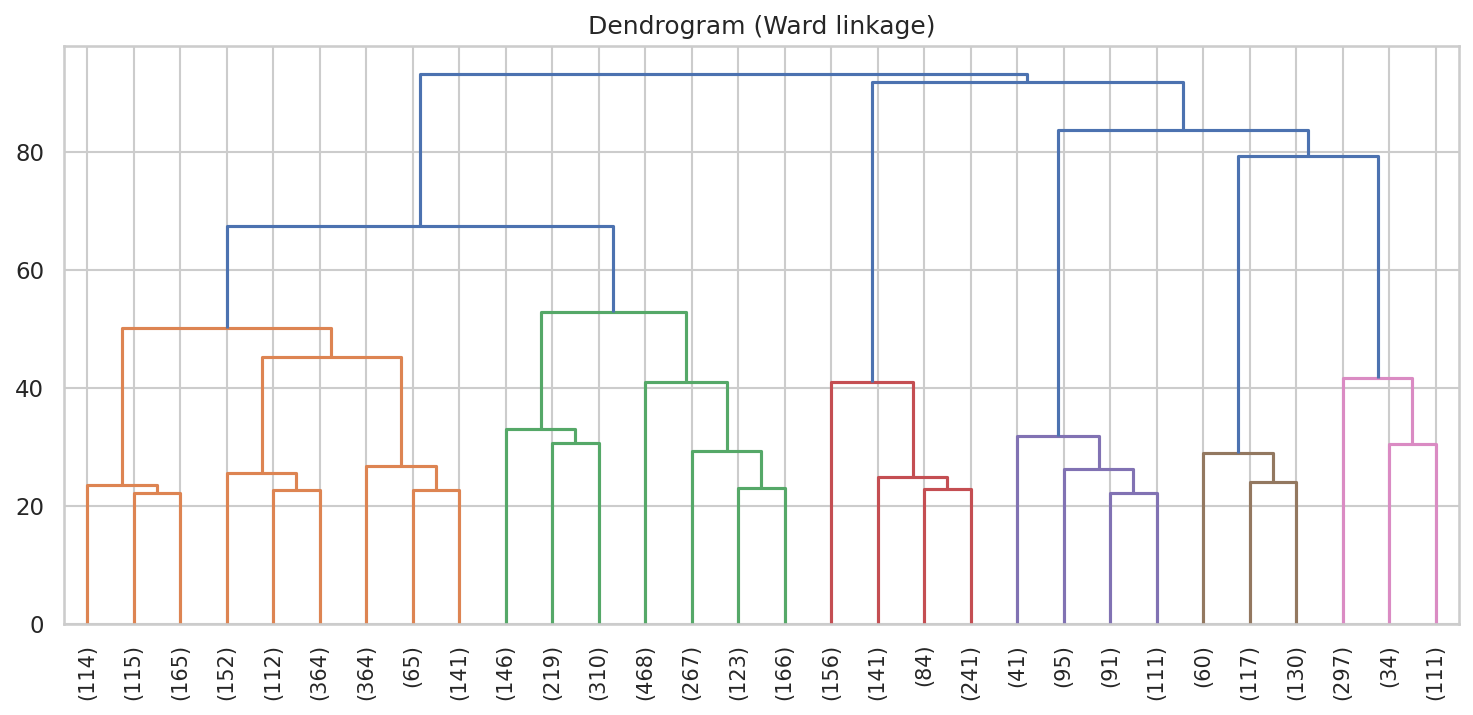 Dendrogram (Ward linkage)
80
60
40
20
0
(114) (115) (165) (152) (112) (364) (364) (65) (141) (146) (219) (310) (468) (267) (123) (166) (156) (141) (84) (241) (41) (95) (91) (111) (60) (117) (130) (297) (34) (111)